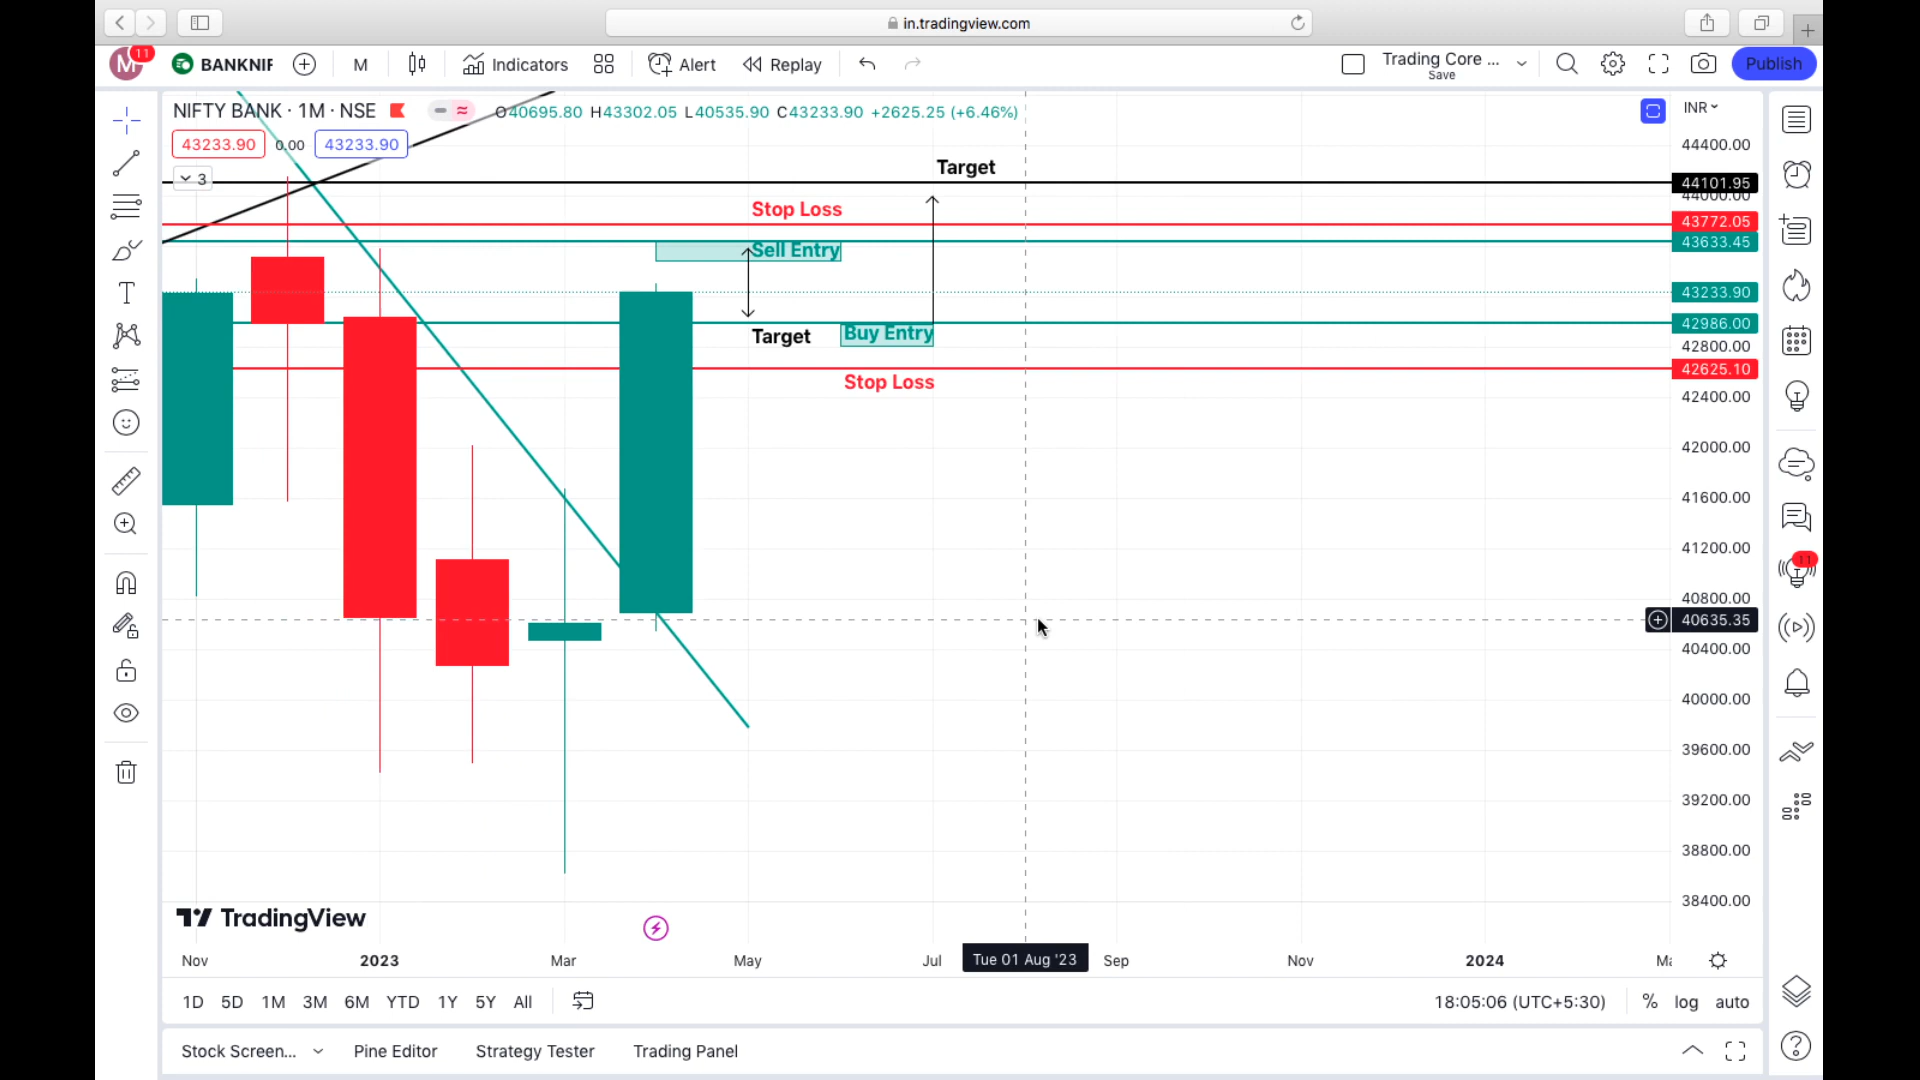 in.tradingview.com
M
11
BANKNIF
M
Indicators
Alert
Replay
Trading Core ...
Save
Publish
NIFTY BANK · 1M · NSE
O40695.80 H43302.05 L40535.90 C43233.90 +2625.25 (+6.46%)
INR
43233.90
0.00
43233.90
3
Target
Stop Loss
Sell Entry
Target
Buy Entry
Stop Loss
44400.00
44101.95
44000.00
43772.05
43633.45
43233.90
42986.00
42800.00
42625.10
42400.00
42000.00
41600.00
41200.00
40800.00
40635.35
40400.00
40000.00
39600.00
39200.00
38800.00
38400.00
11
TradingView
Nov
2023
Mar
May
Jul
Tue 01 Aug '23
Sep
Nov
2024
1D 5D 1M 3M 6M YTD 1Y 5Y All
18:05:06 (UTC+5:30)
% log auto
Stock Screen...
Pine Editor
Strategy Tester
Trading Panel